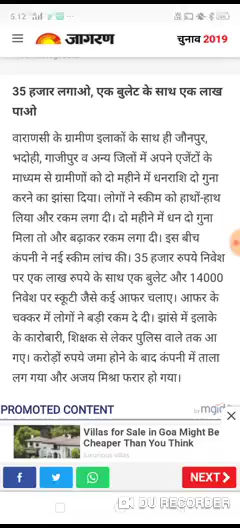 5:12
जागरण
चुनाव 2019
35 हजार लगाओ, एक बुलेट के साथ एक लाख
पाओ
वाराणसी के ग्रामीण इलाकों के साथ ही जौनपुर,
भदोही, गाजीपुर व अन्य जिलों में अपने एजेंटों के
माध्यम से ग्रामीणों को दो महीने में धनराशि दो गुना
करने का झांसा दिया। लोगों ने स्कीम को हाथों-हाथ
लिया और रकम लगा दी। दो महीने में धन दो गुना
मिला तो और बढ़ाकर रकम लगा दी। इस बीच
कंपनी ने नई स्कीम लांच की। 35 हजार रुपये निवेश
पर एक लाख रुपये के साथ एक बुलेट और 14000
निवेश पर स्कूटी जैसे कई आफर चलाए। आफर के
चक्कर में लोगों ने बड़ी रकम दे दी। झांसे में इलाके
के कारोबारी, शिक्षक से लेकर पुलिस वाले तक आ
गए। करोड़ों रुपये जमा होने के बाद कंपनी में ताला
लग गया और अजय मिश्रा फरार हो गया।
PROMOTED CONTENT
by mgid
Villas for Sale in Goa Might Be
Cheaper Than You Think
luxurious villas
NEXT
DU RECORDER